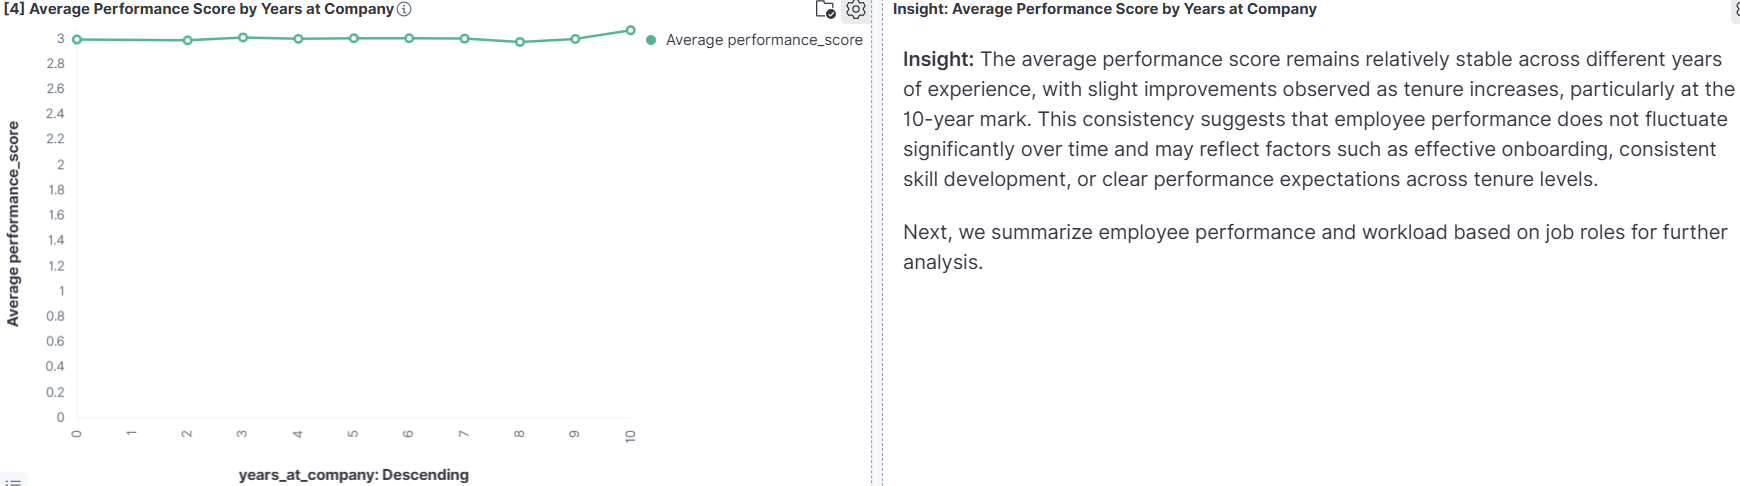 [4] Average Performance Score by Years at Company
Average performance_score
3
2.8
2.6
2.4
2.2
2
1.8
1.6
1.4
1.2
1
0.8
0.6
0.4
0.2
0
Average performance_score
0 1 2 3 4 5 6 7 8 9 10
years_at_company: Descending
Insight: Average Performance Score by Years at Company
Insight: The average performance score remains relatively stable across different years
of experience, with slight improvements observed as tenure increases, particularly at the
10-year mark. This consistency suggests that employee performance does not fluctuate
significantly over time and may reflect factors such as effective onboarding, consistent
skill development, or clear performance expectations across tenure levels.
Next, we summarize employee performance and workload based on job roles for further
analysis.